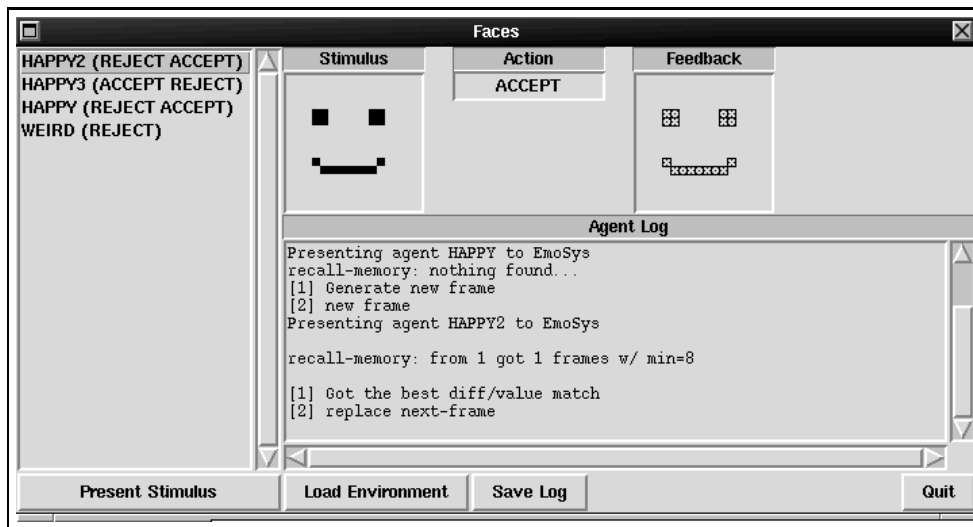 Faces
HAPPY2 (REJECT ACCEPT)
HAPPY3 (ACCEPT REJECT)
HAPPY (REJECT ACCEPT)
WEIRD (REJECT)
Stimulus
Action
Feedback
ACCEPT
Agent Log
Presenting agent HAPPY to EmoSys
recall-memory: nothing found...
[1] Generate new frame
[2] new frame
Presenting agent HAPPY2 to EmoSys
recall-memory: from 1 got 1 frames w/ min=8
[1] Got the best diff/value match
[2] replace next-frame
Present Stimulus
Load Environment
Save Log
Quit